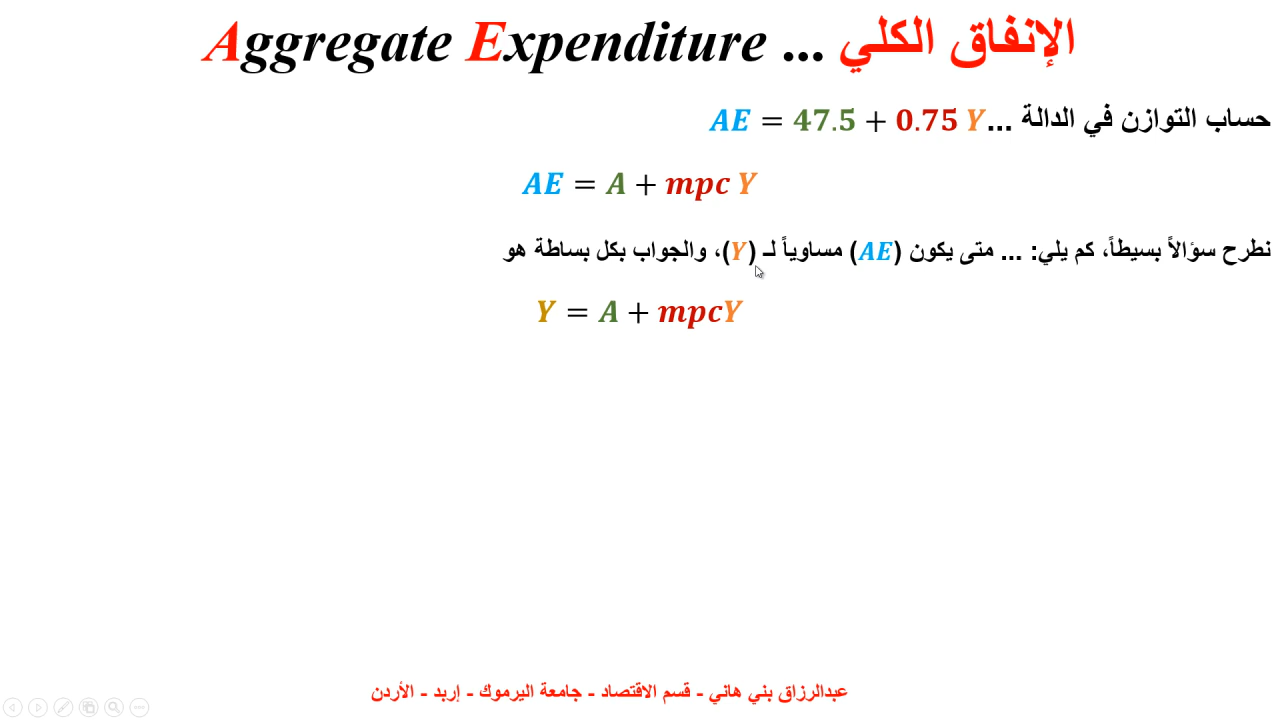 الإنفاق الكلي ... Aggregate Expenditure
حساب التوازن في الدالة ... AE = 47.5 + 0.75 Y
AE = A + mpc Y
نطرح سؤالاً بسيطاً، كم يلي: ... متى يكون (AE) مساوياً لـ (Y)، والجواب بكل بساطة هو
Y = A + mpcY
عبدالرزاق بني هاني - قسم الاقتصاد - جامعة اليرموك - إربد - الأردن